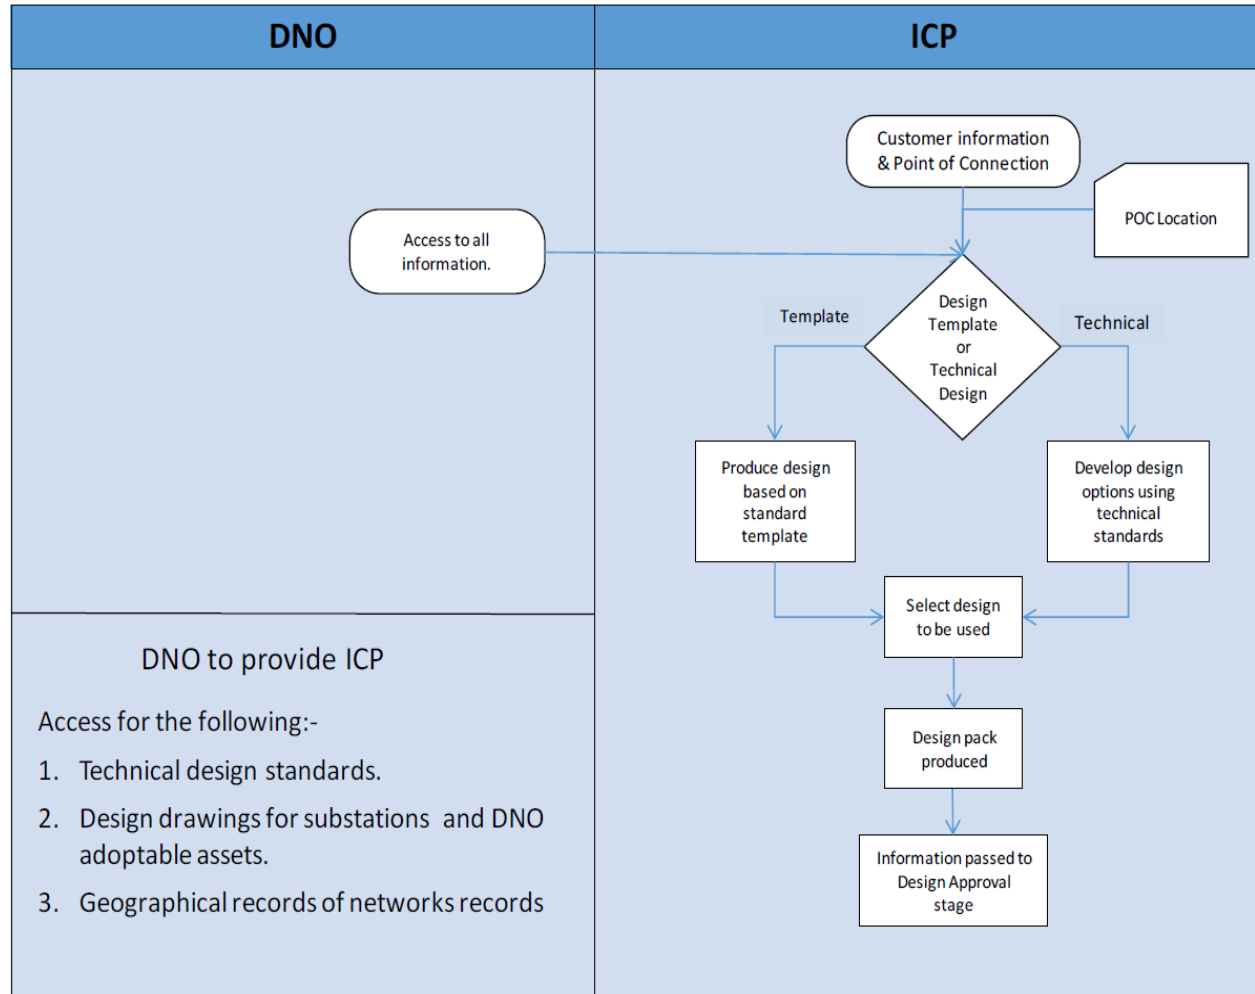 DNO
ICP
Customer information
& Point of Connection
POC Location
Access to all
information.
Design
Template
or
Technical
Design
Template
Technical
Produce design
based on
standard
template
Develop design
options using
technical
standards
Select design
to be used
Design pack
produced
Information passed to
Design Approval
stage
DNO to provide ICP
Access for the following:-
1. Technical design standards.
2. Design drawings for substations and DNO
adoptable assets.
3. Geographical records of networks records